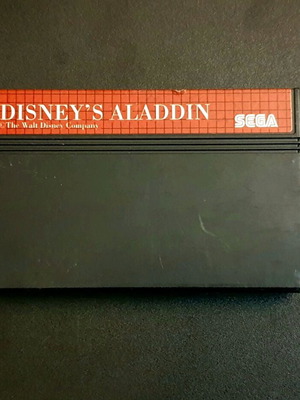 DISNEY'S ALADDIN
The Walt Disney Company
SEGA